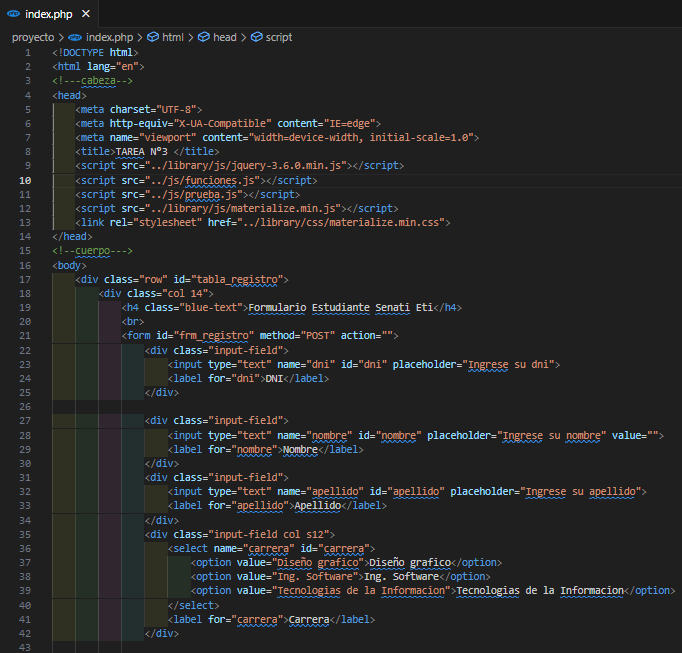 index.php
proyecto > index.php > html > head > script
1 <!DOCTYPE html>
2 <html lang="en">
3 <!---cabeza-->
4 <head>
5 <meta charset="UTF-8">
6 <meta http-equiv="X-UA-Compatible" content="IE=edge">
7 <meta name="viewport" content="width=device-width, initial-scale=1.0">
8 <title>TAREA Nº3 </title>
9 <script src="../library/js/jquery-3.6.0.min.js"></script>
10 <script src="../js/funciones.js"></script>
11 <script src="../js/prueba.js"></script>
12 <script src="../library/js/materialize.min.js"></script>
13 <link rel="stylesheet" href="../library/css/materialize.min.css">
14 </head>
15 <!--cuerpo--->
16 <body>
17 <div class="row" id="tabla_registro">
18 <div class="col 14">
19 <h4 class="blue-text">Formulario Estudiante Senati Eti</h4>
20 <br>
21 <form id="frm_registro" method="POST" action="">
22 <div class="input-field">
23 <input type="text" name="dni" id="dni" placeholder="Ingrese su dni">
24 <label for="dni">DNI</label>
25 </div>
26
27 <div class="input-field">
28 <input type="text" name="nombre" id="nombre" placeholder="Ingrese su nombre" value="">
29 <label for="nombre">Nombre</label>
30 </div>
31 <div class="input-field">
32 <input type="text" name="apellido" id="apellido" placeholder="Ingrese su apellido">
33 <label for="apellido">Apellido</label>
34 </div>
35 <div class="input-field col s12">
36 <select name="carrera" id="carrera">
37 <option value="Diseño grafico">Diseño grafico</option>
38 <option value="Ing. Software">Ing. Software</option>
39 <option value="Tecnologias de la Informacion">Tecnologias de la Informacion</option>
40 </select>
41 <label for="carrera">Carrera</label>
42 </div>
43